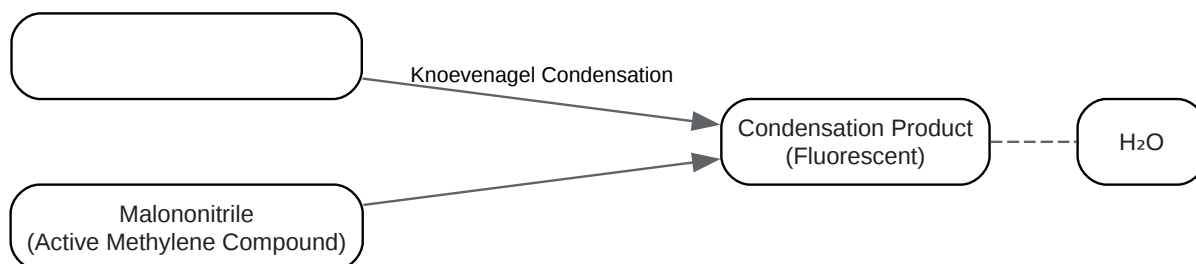 Knoevenagel Condensation
Condensation Product
(Fluorescent)
H₂O
Malononitrile
(Active Methylene Compound)